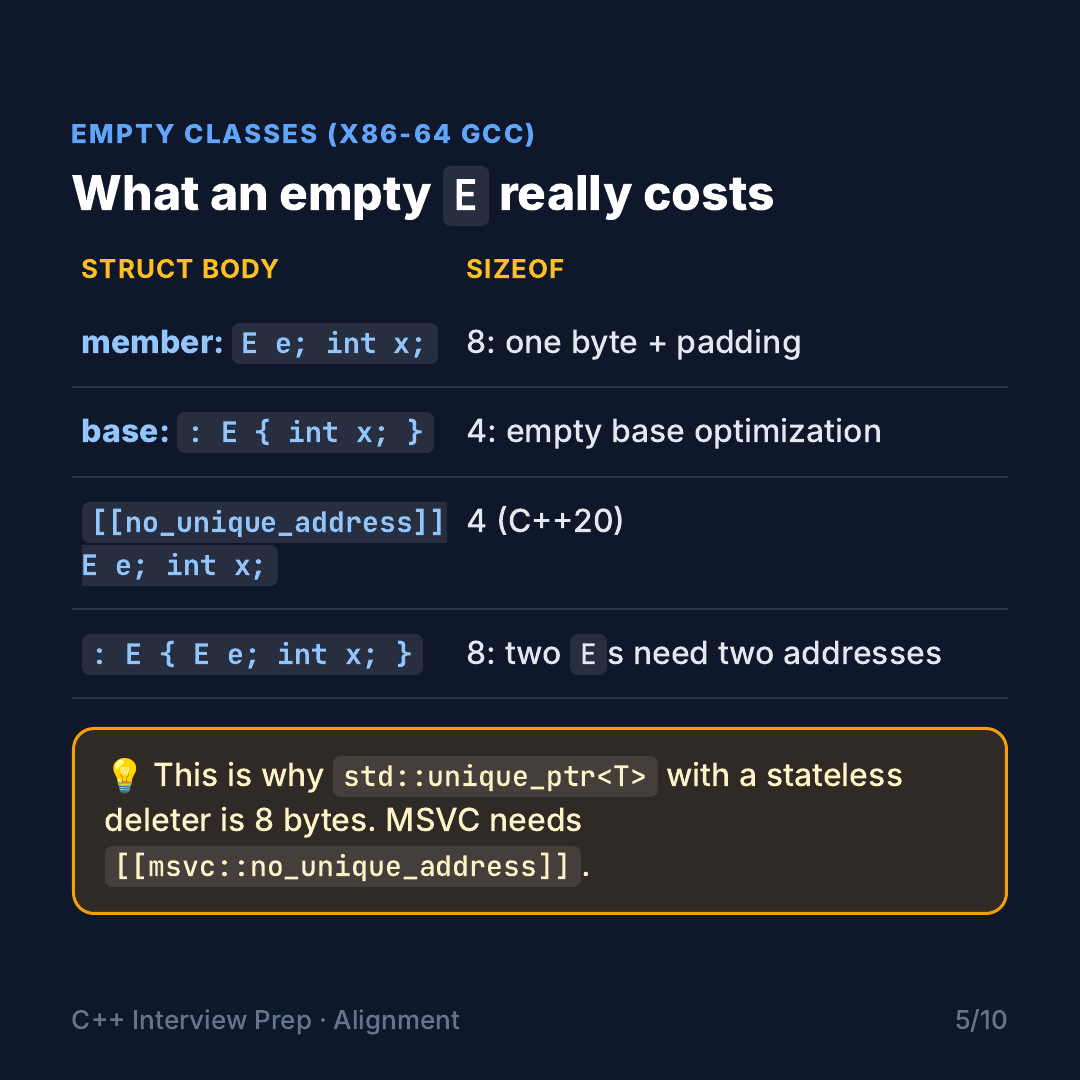 EMPTY CLASSES (X86-64 GCC)
What an empty E really costs
STRUCT BODY SIZEOF
member: E e; int x; 8: one byte + padding
base: : E { int x; } 4: empty base optimization
[[no_unique_address]] 4 (C++20)
E e; int x;
: E { E e; int x; } 8: two Es need two addresses
💡 This is why std::unique_ptr<T> with a stateless
deleter is 8 bytes. MSVC needs
[[msvc::no_unique_address]].
C++ Interview Prep · Alignment 5/10